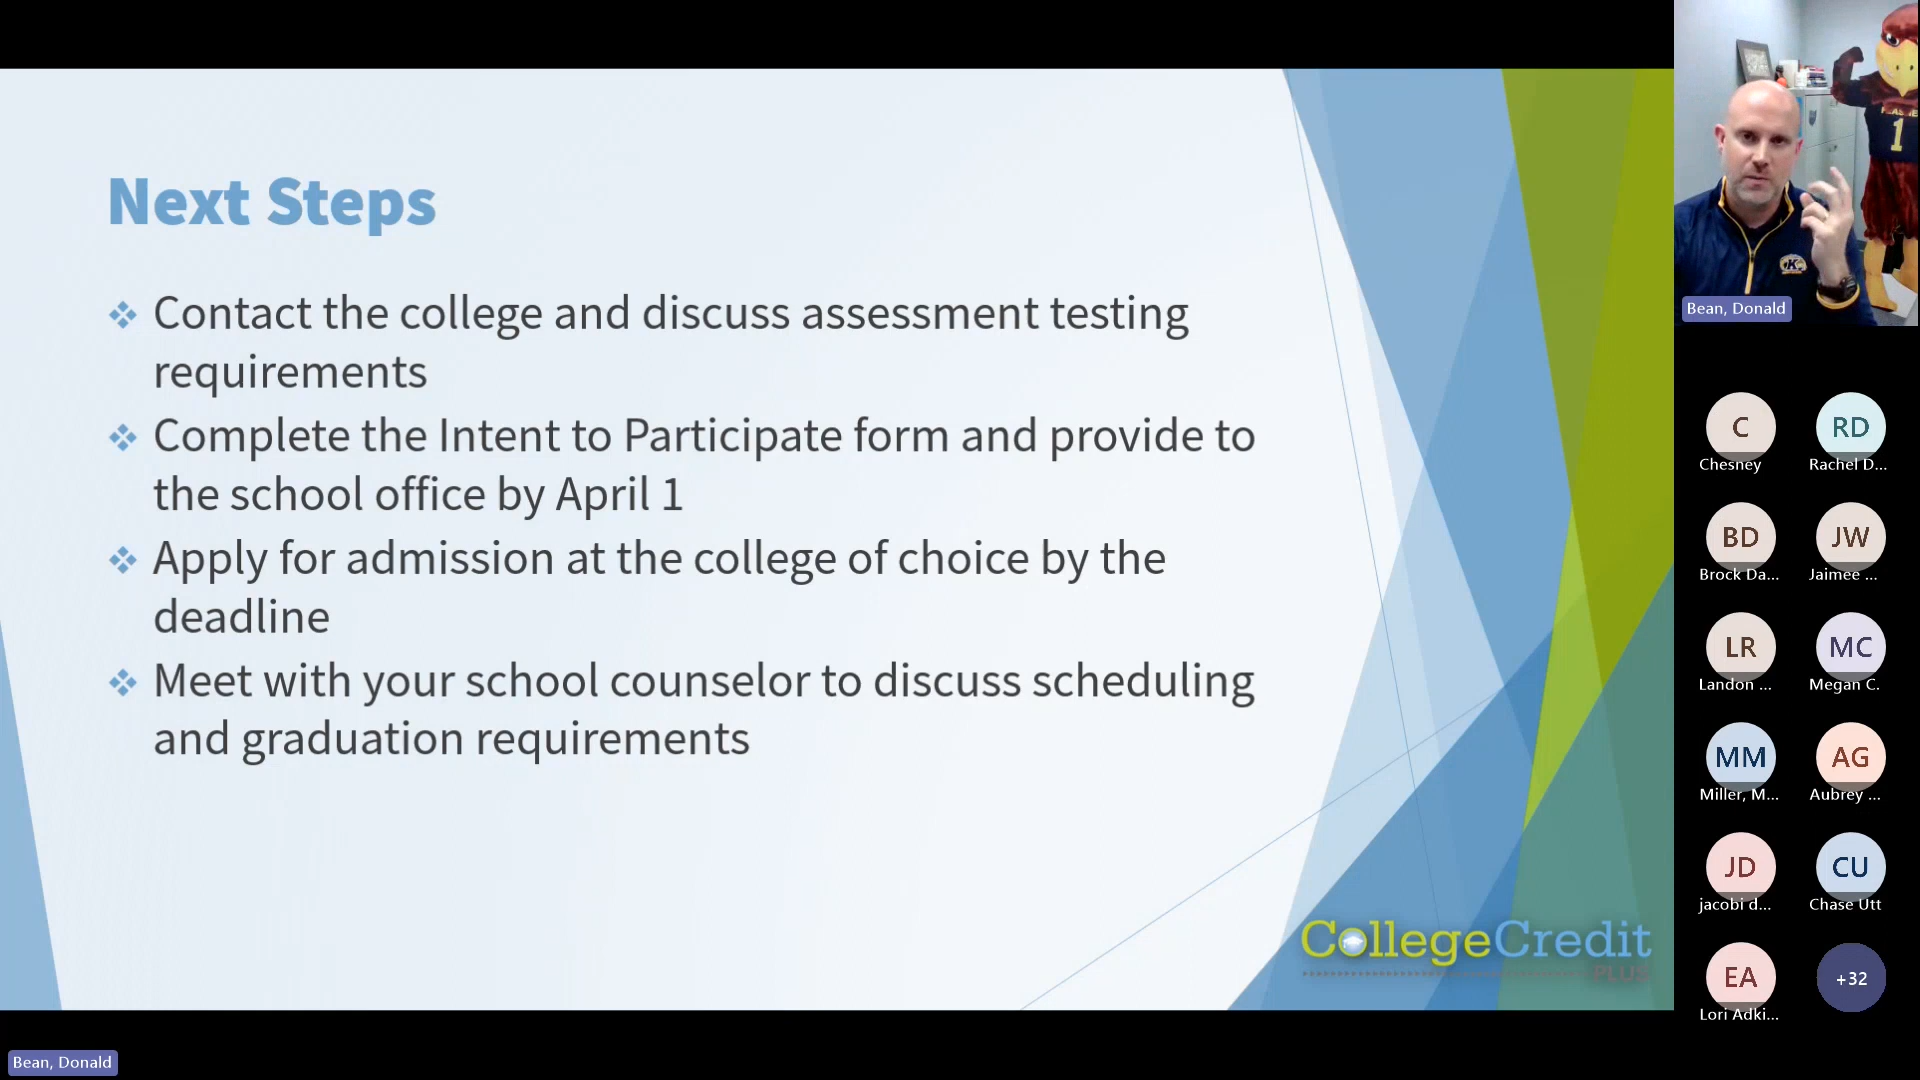 Next Steps
Contact the college and discuss assessment testing
requirements
Complete the Intent to Participate form and provide to
the school office by April 1
Apply for admission at the college of choice by the
deadline
Meet with your school counselor to discuss scheduling
and graduation requirements
CollegeCredit
PLUS
Bean, Donald
1
K
Bean, Donald
C
Chesney
RD
Rachel D...
BD
Brock Da...
JW
Jaimee ...
LR
Landon ...
MC
Megan C.
MM
Miller, M...
AG
Aubrey ...
JD
jacobi d...
CU
Chase Utt
EA
Lori Adki...
+32